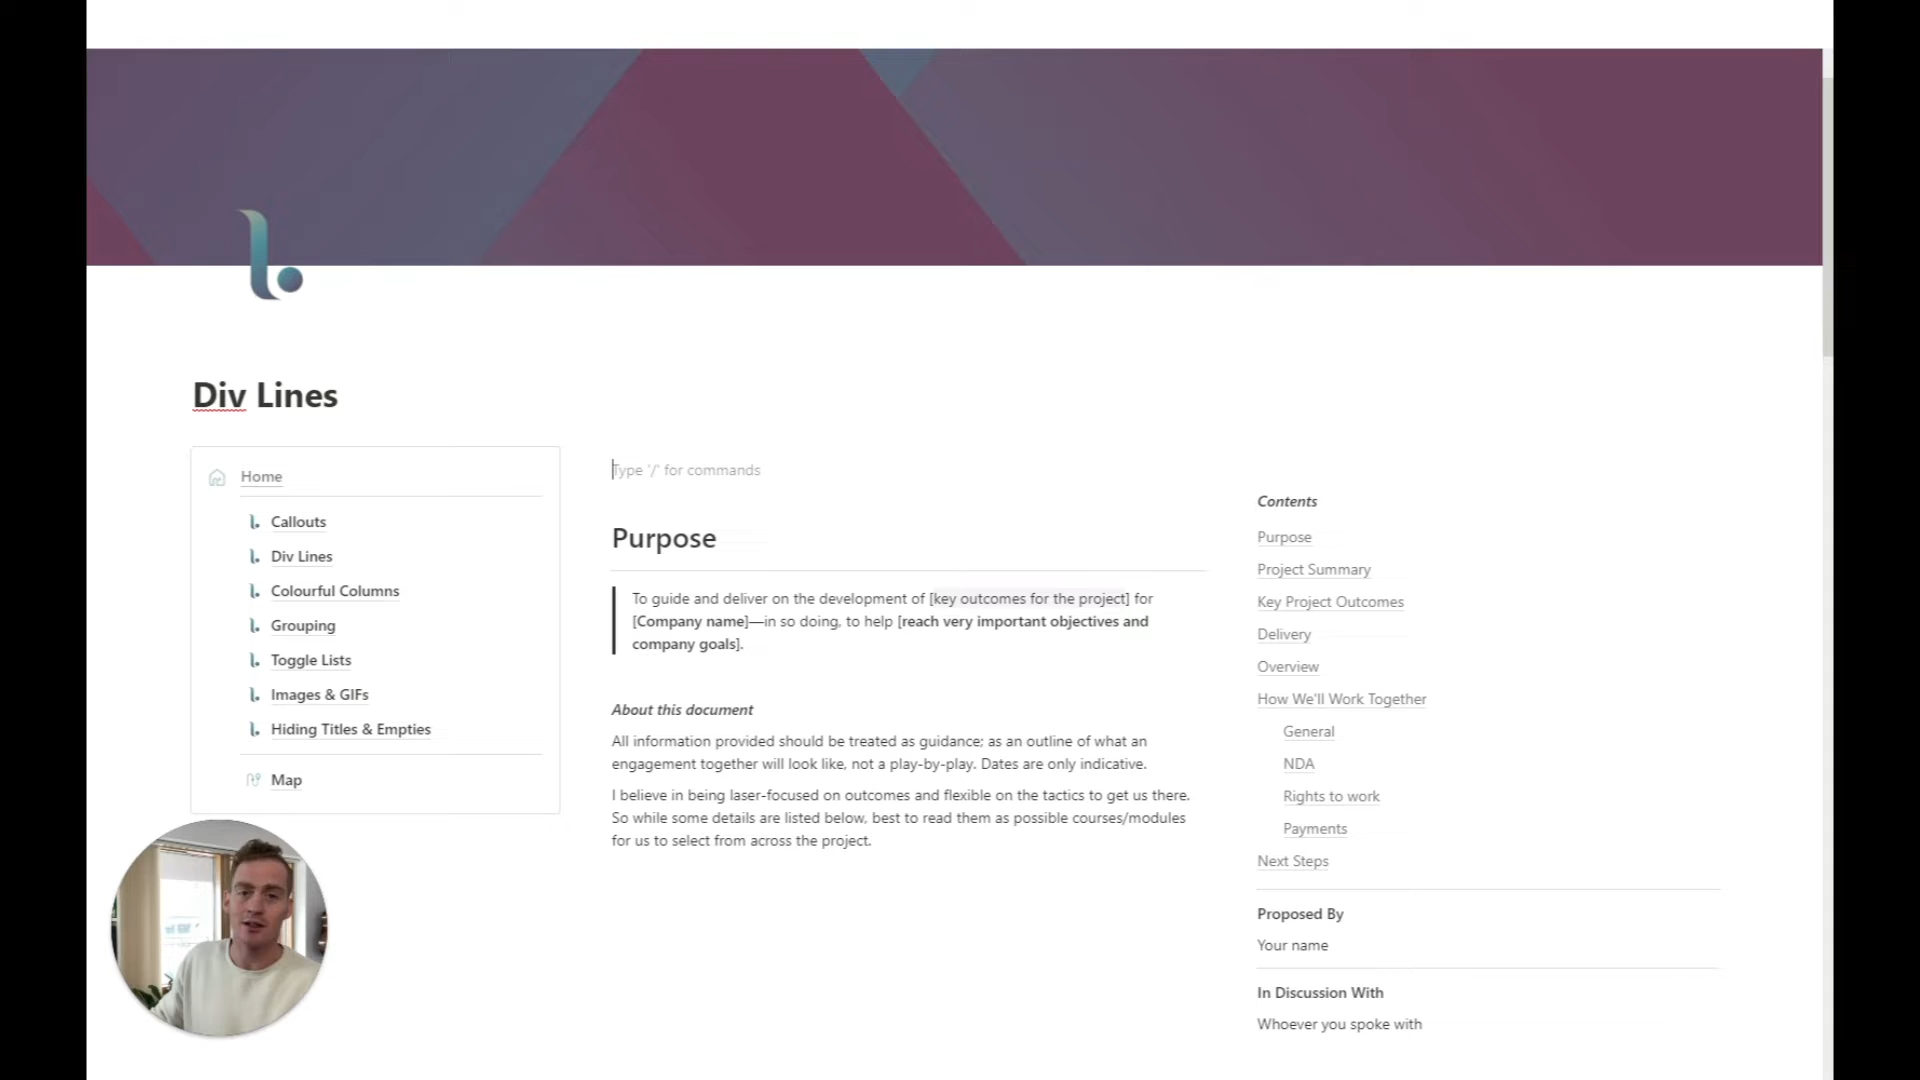 Div Lines
Home
Callouts
Div Lines
Colourful Columns
Grouping
Toggle Lists
Images & GIFs
Hiding Titles & Empties
Map
Type '/' for commands
Purpose
To guide and deliver on the development of [key outcomes for the project] for
[Company name]—in so doing, to help [reach very important objectives and
company goals].
About this document
All information provided should be treated as guidance; as an outline of what an
engagement together will look like, not a play-by-play. Dates are only indicative.
I believe in being laser-focused on outcomes and flexible on the tactics to get us there.
So while some details are listed below, best to read them as possible courses/modules
for us to select from across the project.
Contents
Purpose
Project Summary
Key Project Outcomes
Delivery
Overview
How We'll Work Together
General
NDA
Rights to work
Payments
Next Steps
Proposed By
Your name
In Discussion With
Whoever you spoke with